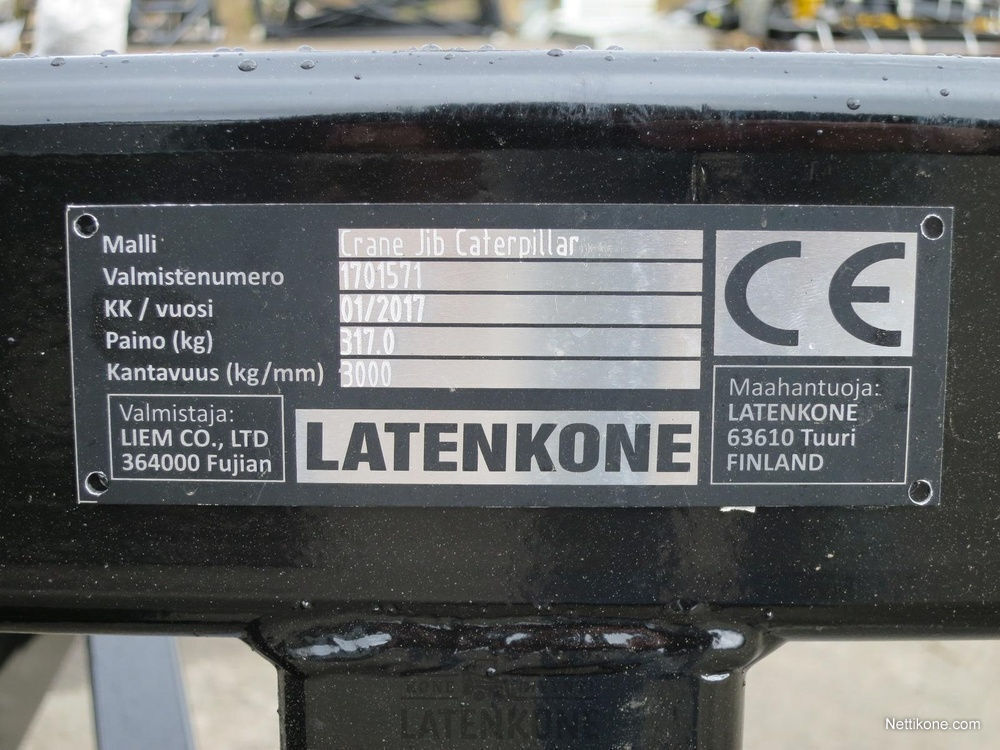 Malli Crane Jib Caterpillar
Valmistenumero 1701571
KK / vuosi 01/2017
Paino (kg) 317.0
Kantavuus (kg/mm) 3000
CE
Valmistaja:
LIEM CO., LTD
364000 Fujian
LATENKONE
Maahantuoja:
LATENKONE
63610 Tuuri
FINLAND
LATENKONE
Nettikone.com